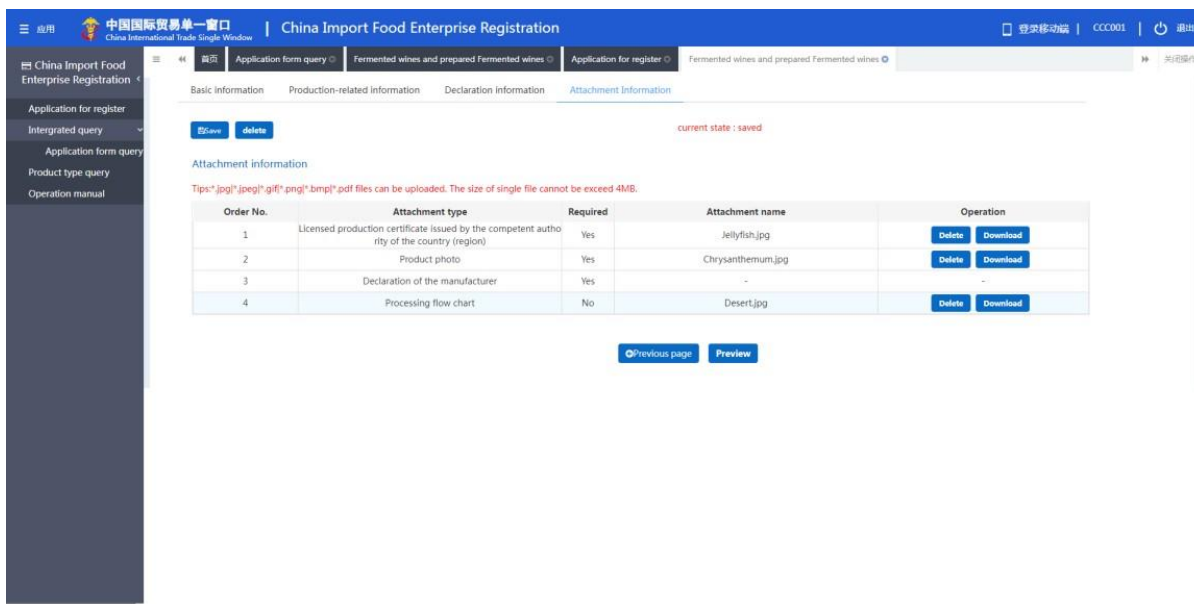 应用
中国国际贸易单一窗口
China International Trade Single Window
China Import Food Enterprise Registration
登录移动端
CCC001
退出
China Import Food
Enterprise Registration
Application for register
Intergrated query
Application form query
Product type query
Operation manual
首页
Application form query
Fermented wines and prepared Fermented wines
Application for register
Fermented wines and prepared Fermented wines
关闭操作
Basic information
Production-related information
Declaration information
Attachment Information
Save
delete
current state : saved
Attachment information
Tips:*.jpg|*.jpeg|*.gif|*.png|*.bmp|*.pdf files can be uploaded. The size of single file cannot be exceed 4MB.
Order No. Attachment type Required Attachment name Operation
1 Licensed production certificate issued by the competent autho
rity of the country (region) Yes Jellyfish.jpg Delete Download
2 Product photo Yes Chrysanthemum.jpg Delete Download
3 Declaration of the manufacturer Yes - -
4 Processing flow chart No Desert.jpg Delete Download
Previous page
Preview